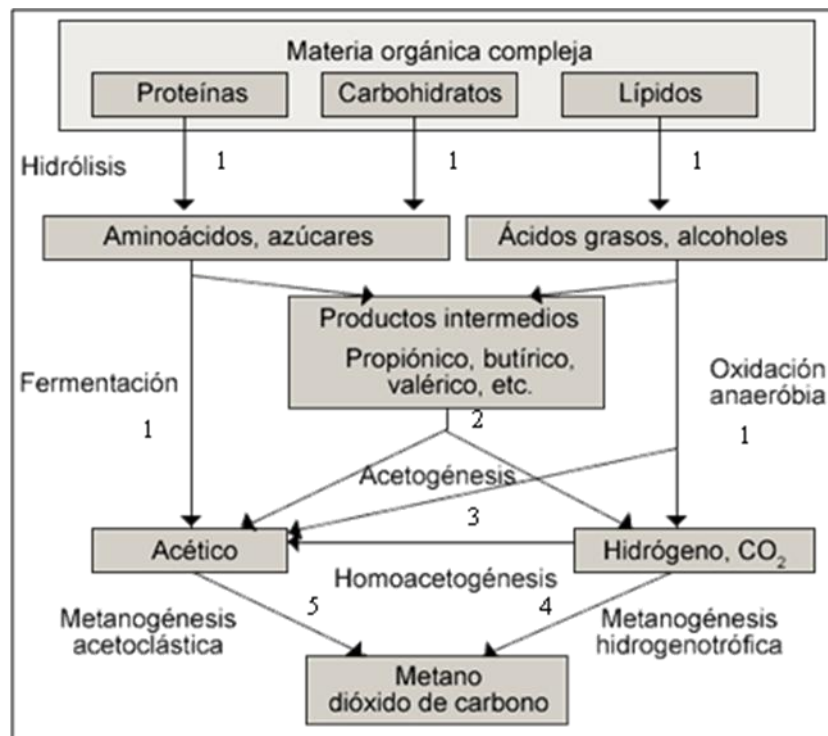 Materia orgánica compleja
Proteínas
Carbohidratos
Lípidos
Hidrólisis
1
1
1
Aminoácidos, azúcares
Ácidos grasos, alcoholes
Productos intermedios
Propiónico, butírico,
valérico, etc.
Fermentación
1
2
Oxidación
anaeróbia
1
Acetogénesis
3
Acético
Hidrógeno, CO₂
Homoacetogénesis
Metanogénesis
acetoclástica
5
4
Metanogénesis
hidrogenotrófica
Metano
dióxido de carbono